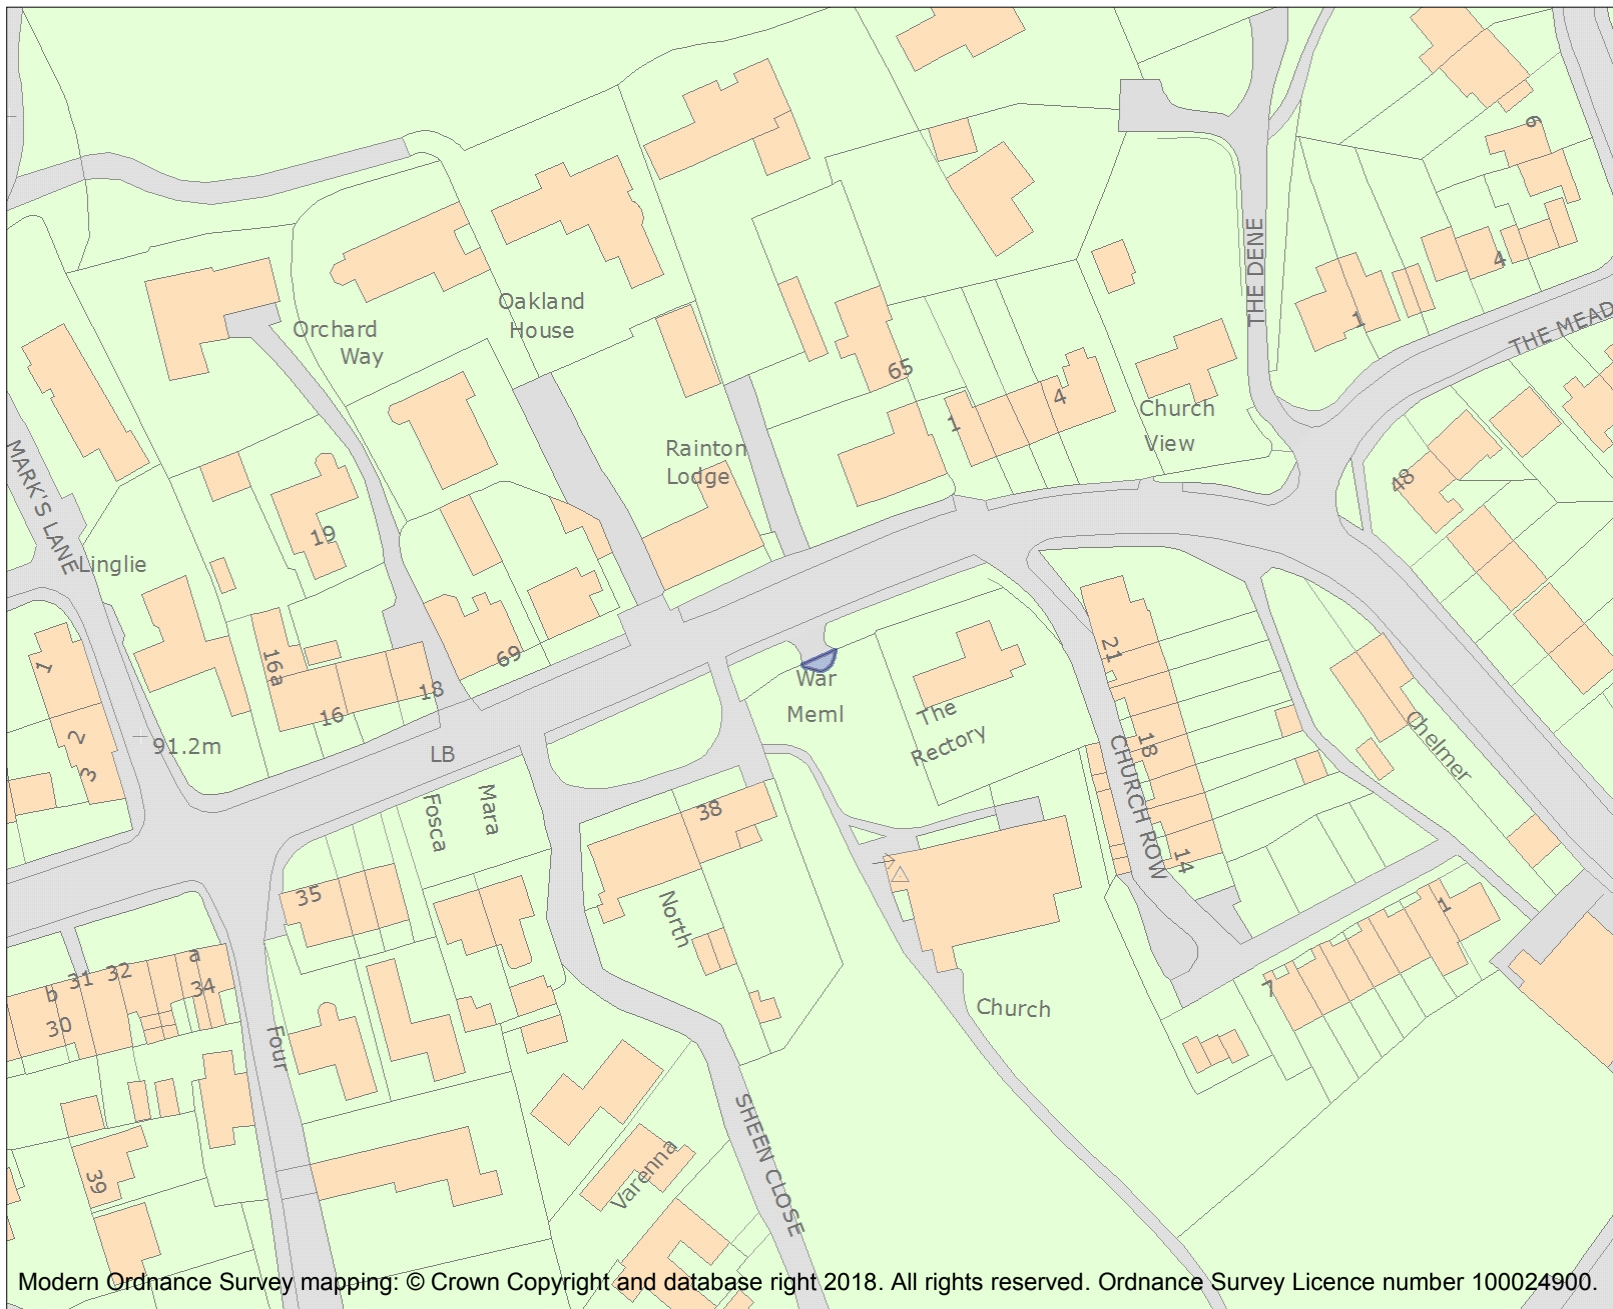 6
THE DENE
4
1
THE MEAD
Oakland
House
Orchard
Way
65
4
1
Church
View
MARK'S LANE
Rainton
Lodge
48
19
Linglie
1
16a
69
21
War
Meml
The
Rectory
18
16
2
3
91.2m
LB
18
CHURCH ROW
Chelmer
Fosca
Mara
38
14
35
North
1
a
b
31
32
34
30
7
Church
Four
SHEEN CLOSE
Varenna
39
Modern Ordnance Survey mapping: © Crown Copyright and database right 2018. All rights reserved. Ordnance Survey Licence number 100024900.